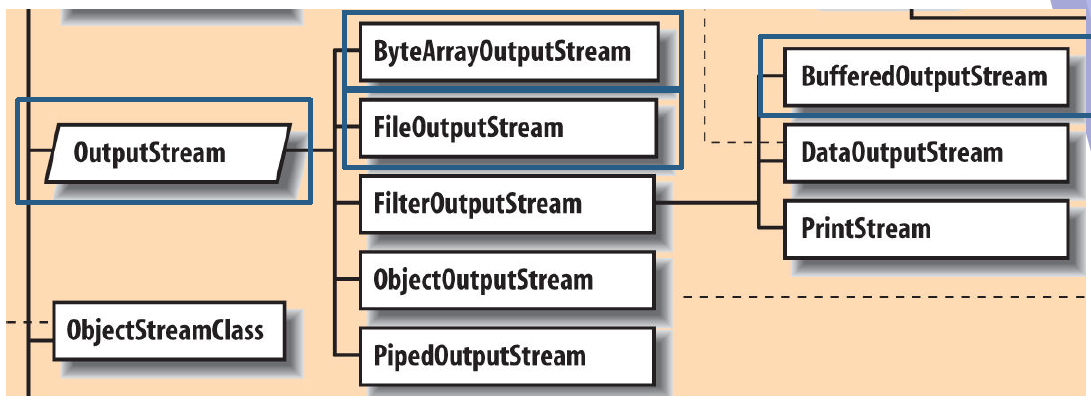 OutputStream
ObjectStreamClass
ByteArrayOutputStream
FileOutputStream
FilterOutputStream
ObjectOutputStream
PipedOutputStream
BufferedOutputStream
DataOutputStream
PrintStream